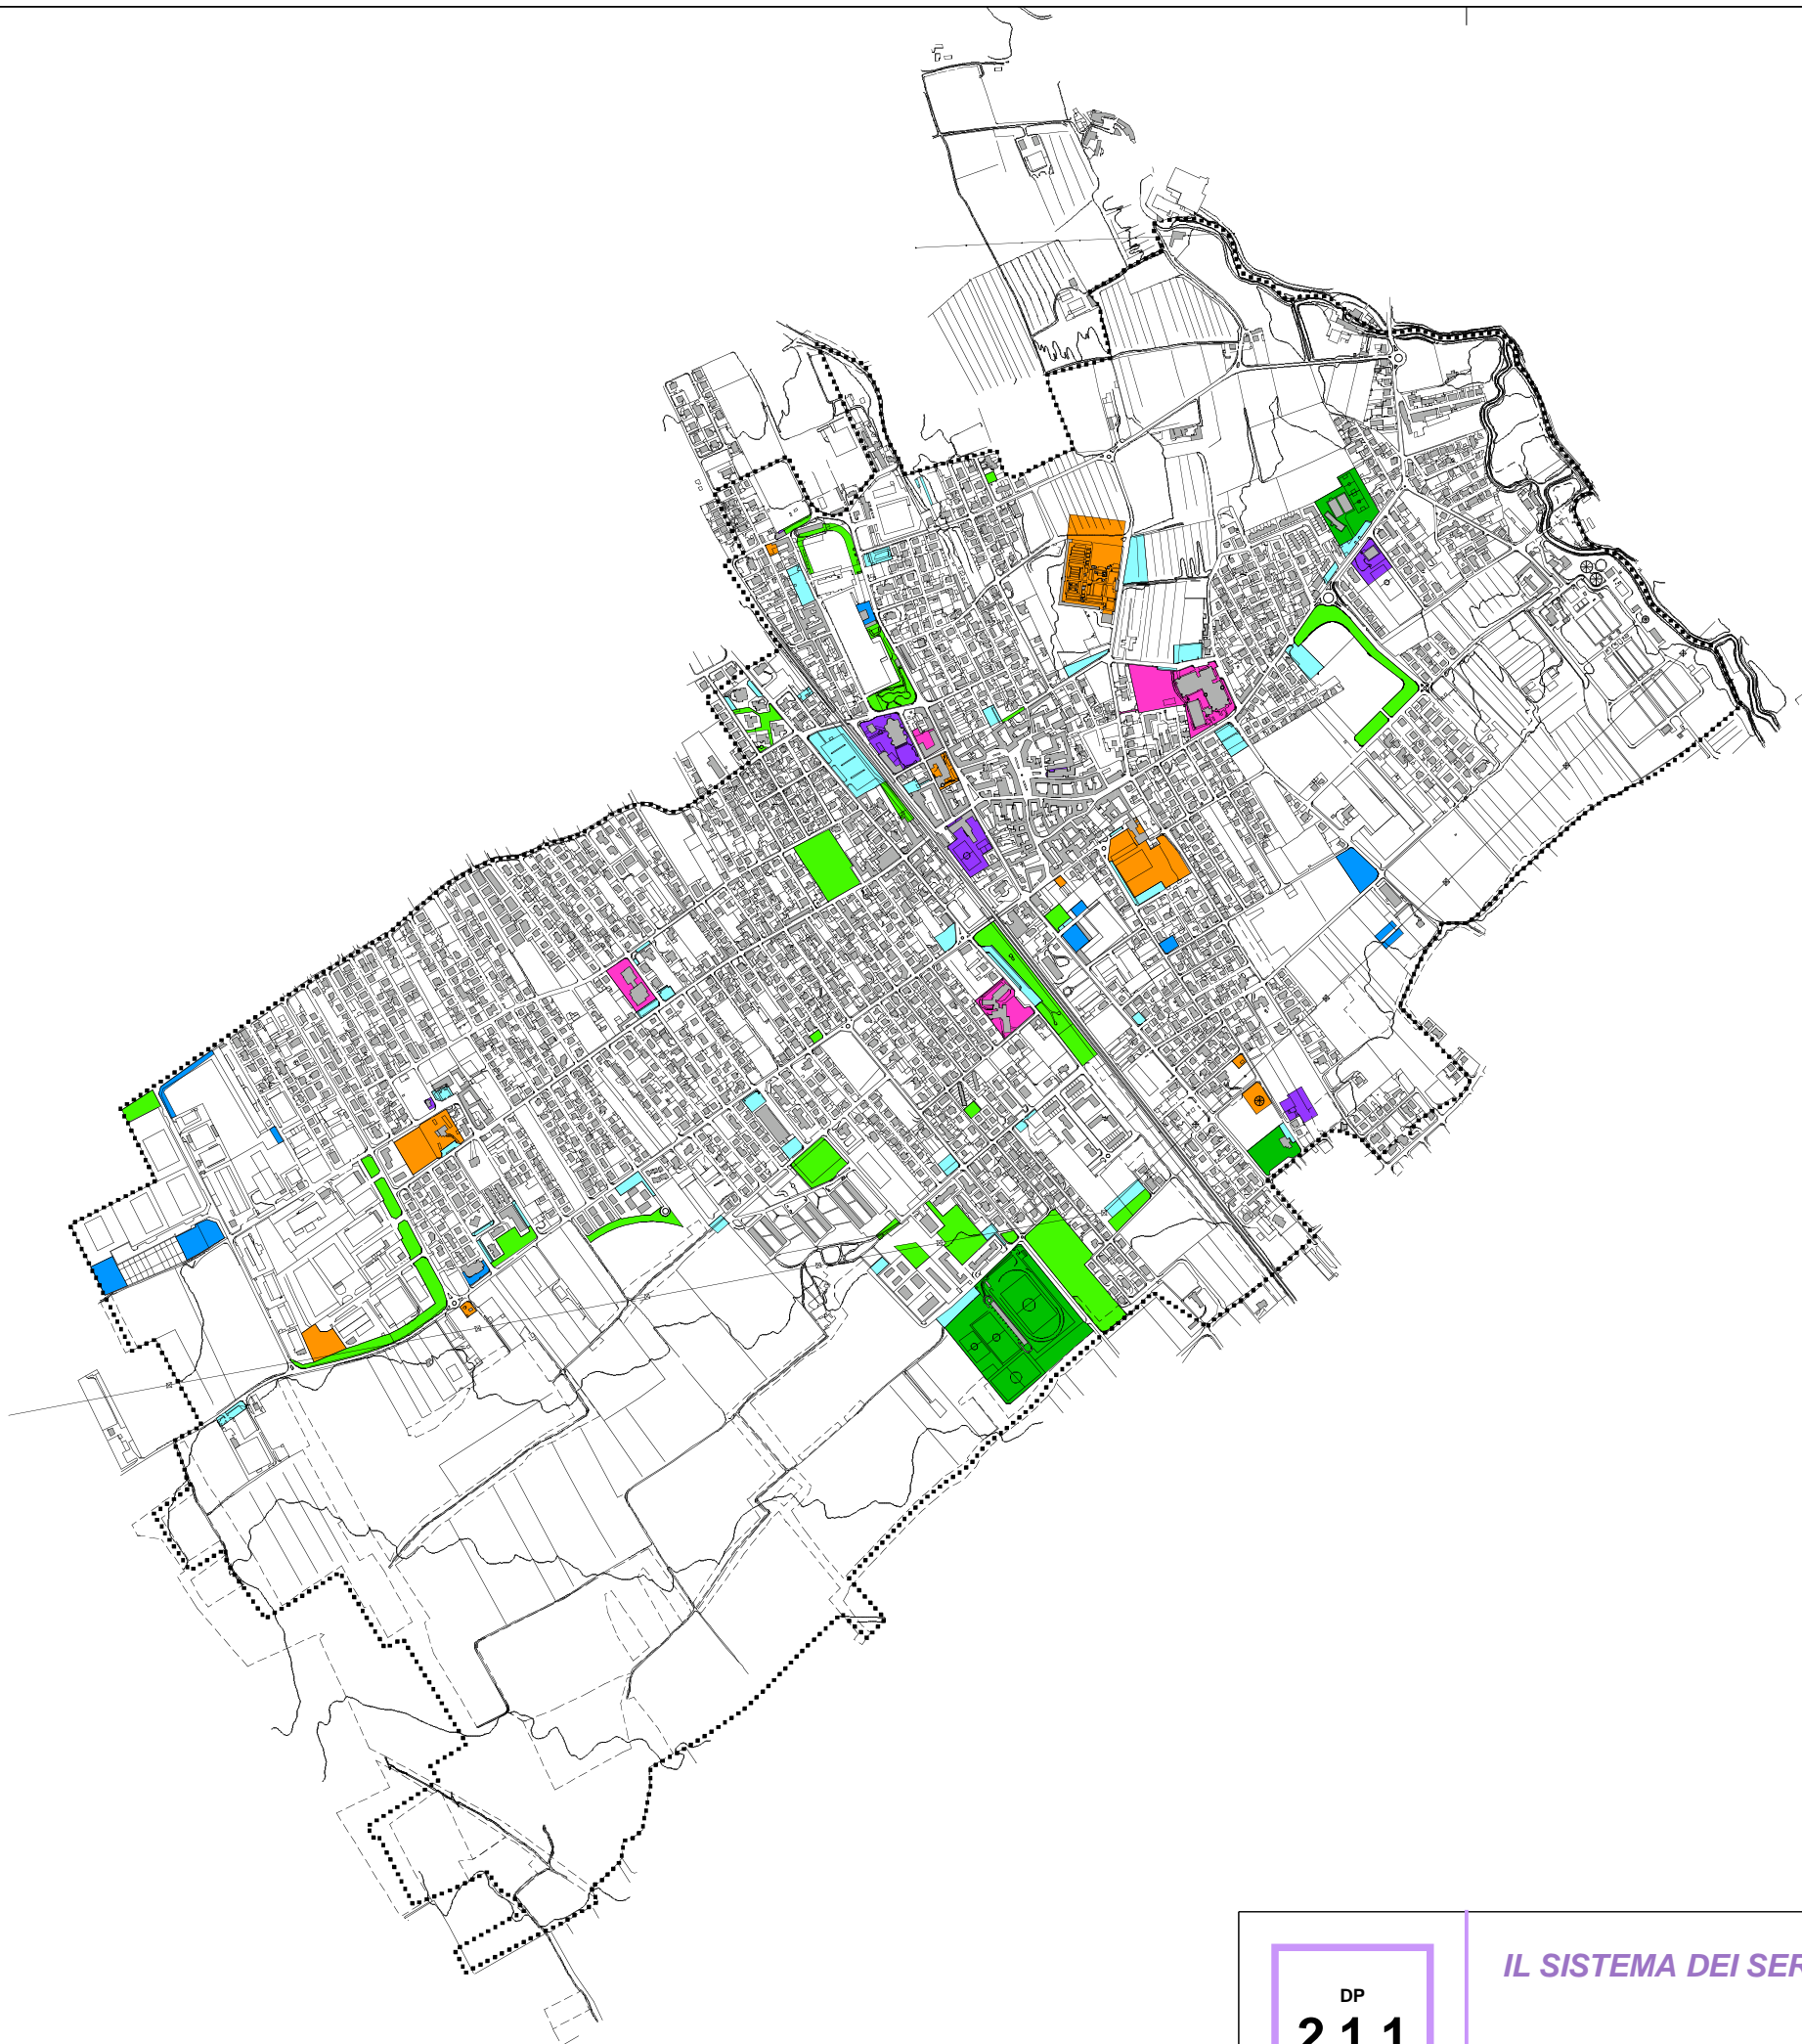 IL SISTEMA DEI SER
DP
2.1.1